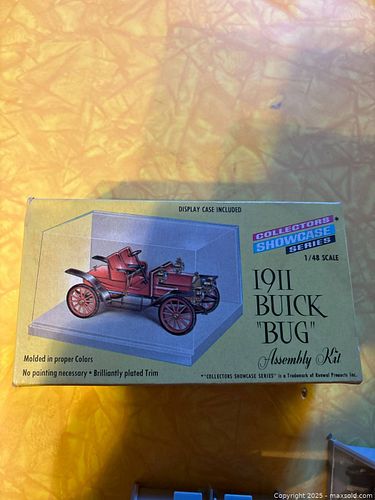 DISPLAY CASE INCLUDED
COLLECTORS
SHOWCASE
SERIES
1/48 SCALE
1911
BUICK
"BUG"
Assembly Kit
Molded in proper Colors
No painting necessary • Brilliantly plated Trim
*"COLLECTORS SHOWCASE SERIES" is a Trademark of Renwal Products Inc.
Copyright 2025 - maxsold.com